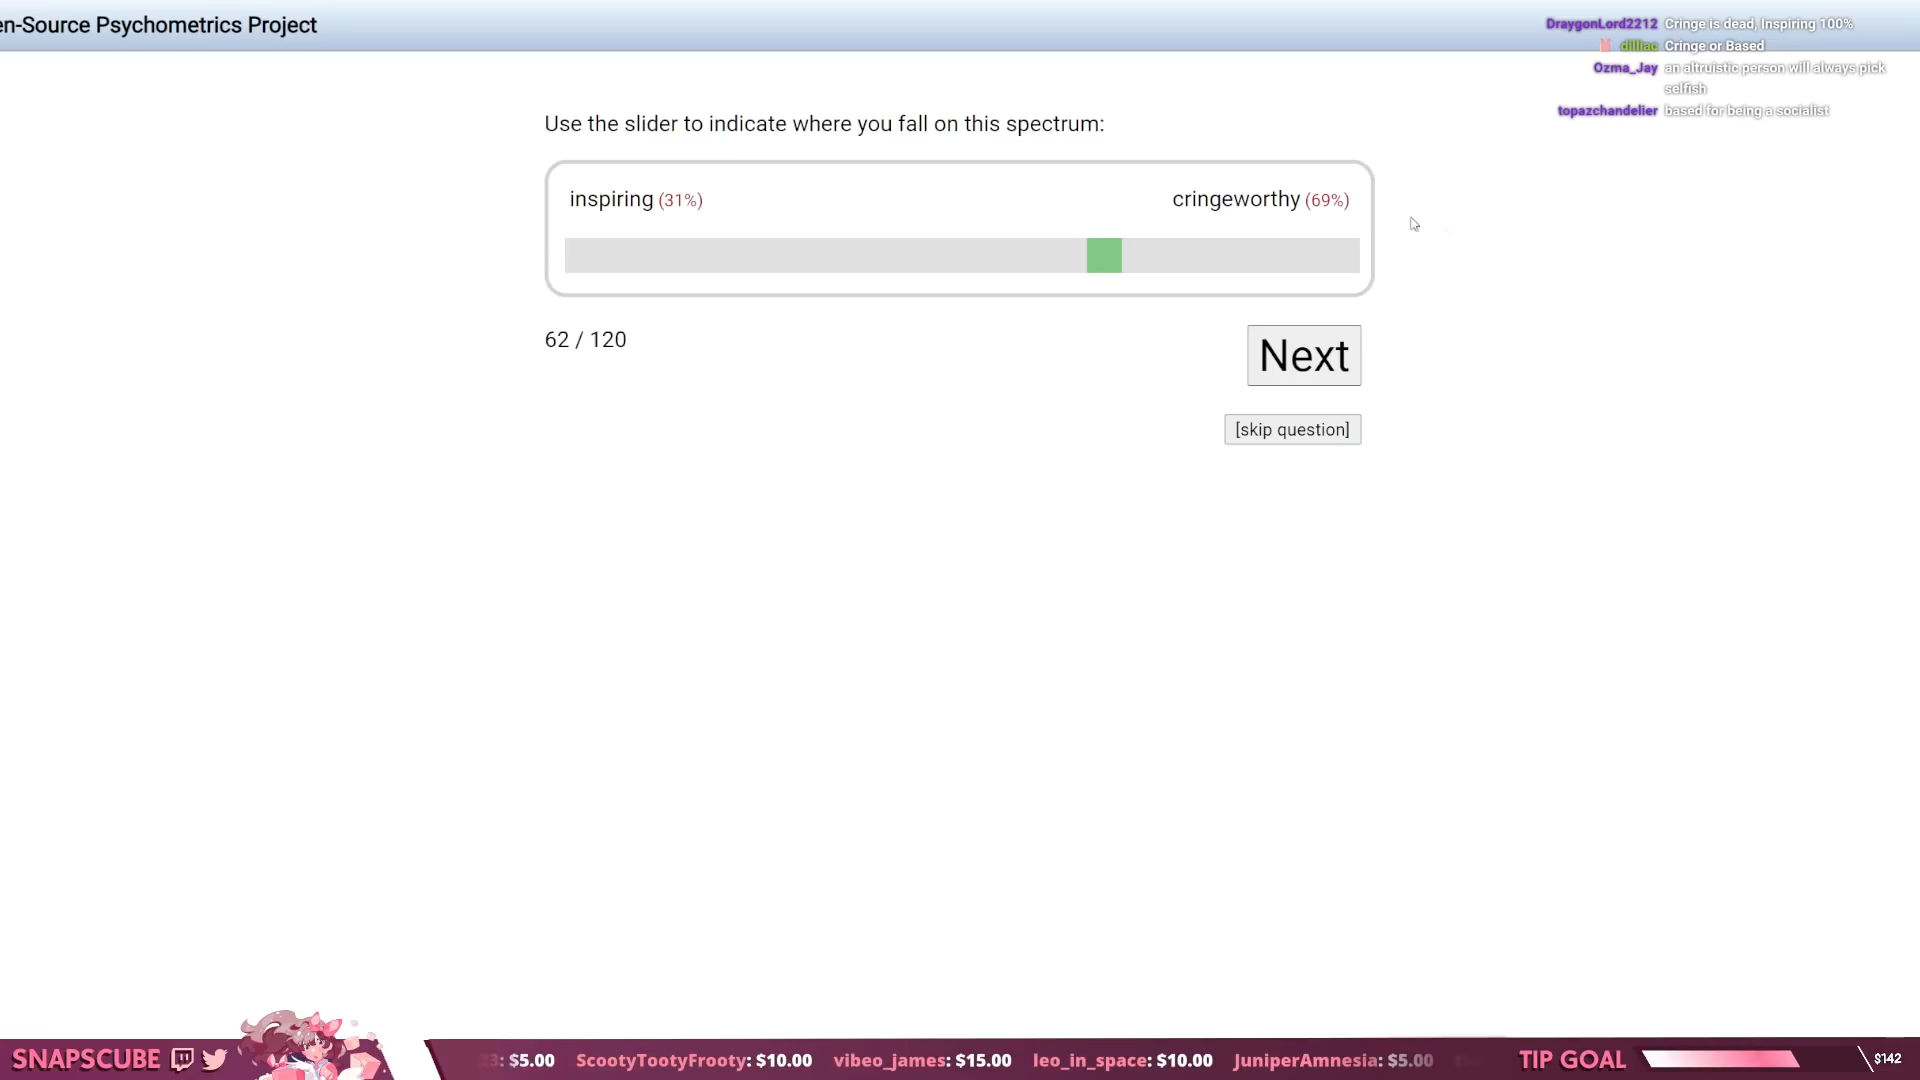 en-Source Psychometrics Project
DraygonLord2212 Cringe is dead, Inspiring 100%
dilliac Cringe or Based
Ozma_Jay an altruistic person will always pick
selfish
topazchandelier based for being a socialist
Use the slider to indicate where you fall on this spectrum:
inspiring (31%) cringeworthy (69%)
62 / 120
Next
[skip question]
SNAPSCUBE 3: $5.00 ScootyTootyFrooty: $10.00 vibeo_james: $15.00 leo_in_space: $10.00 JuniperAmnesia: $5.00 TIP GOAL $142